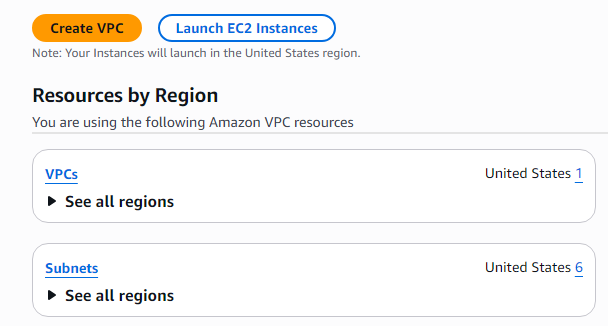 Create VPC
Launch EC2 Instances
Note: Your Instances will launch in the United States region.
Resources by Region
You are using the following Amazon VPC resources
VPCs
United States 1
See all regions
Subnets
United States 6
See all regions